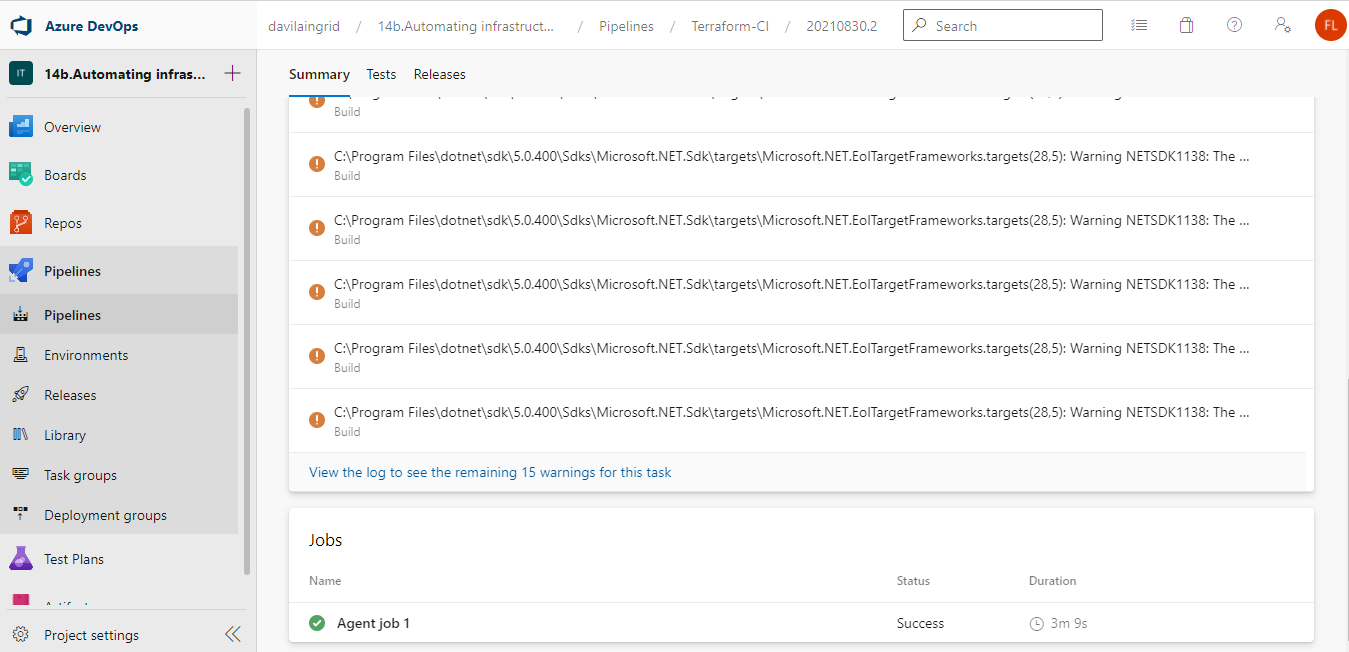 Azure DevOps
davilaingrid / 14b.Automating infrastruct... / Pipelines / Terraform-CI / 20210830.2
Search
FL
IT
14b.Automating infras...
Overview
Boards
Repos
Pipelines
Pipelines
Environments
Releases
Library
Task groups
Deployment groups
Test Plans
Project settings
Summary Tests Releases
Build
C:\Program Files\dotnet\sdk\5.0.400\Sdks\Microsoft.NET.Sdk\targets\Microsoft.NET.EolTargetFrameworks.targets(28,5): Warning NETSDK1138: The ...
Build
C:\Program Files\dotnet\sdk\5.0.400\Sdks\Microsoft.NET.Sdk\targets\Microsoft.NET.EolTargetFrameworks.targets(28,5): Warning NETSDK1138: The ...
Build
C:\Program Files\dotnet\sdk\5.0.400\Sdks\Microsoft.NET.Sdk\targets\Microsoft.NET.EolTargetFrameworks.targets(28,5): Warning NETSDK1138: The ...
Build
C:\Program Files\dotnet\sdk\5.0.400\Sdks\Microsoft.NET.Sdk\targets\Microsoft.NET.EolTargetFrameworks.targets(28,5): Warning NETSDK1138: The ...
Build
C:\Program Files\dotnet\sdk\5.0.400\Sdks\Microsoft.NET.Sdk\targets\Microsoft.NET.EolTargetFrameworks.targets(28,5): Warning NETSDK1138: The ...
Build
View the log to see the remaining 15 warnings for this task
Jobs
Name Status Duration
Agent job 1 Success 3m 9s